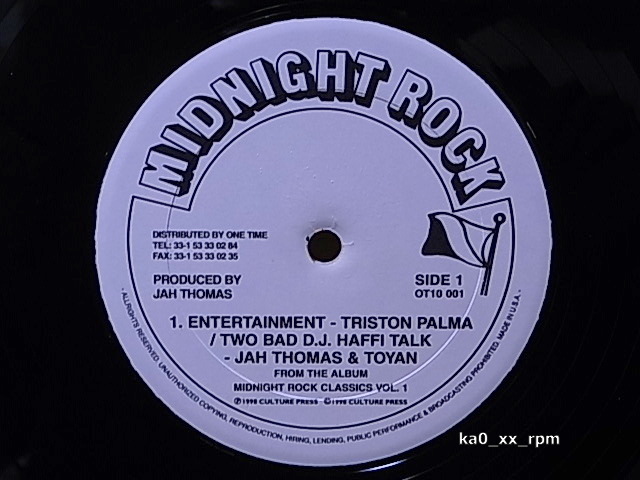 MIDNIGHT ROCK
DISTRIBUTED BY ONE TIME
TEL: 33-1 53 33 02 84
FAX: 33-1 53 33 02 35
PRODUCED BY
JAH THOMAS
SIDE 1
OT10 001
1. ENTERTAINMENT - TRISTON PALMA
/ TWO BAD D.J. HAFFI TALK
- JAH THOMAS & TOYAN
FROM THE ALBUM
MIDNIGHT ROCK CLASSICS VOL. 1
℗1998 CULTURE PRESS ©1998 CULTURE PRESS
- ALLRIGHTS RESERVED, UNAUTHORIZED COPYING, REPRODUCTION, HIRING, LENDING, PUBLIC PERFORMANCE & BROADCASTING PROHIBITED. MADE IN U.S.A. -
ka0_xx_rpm